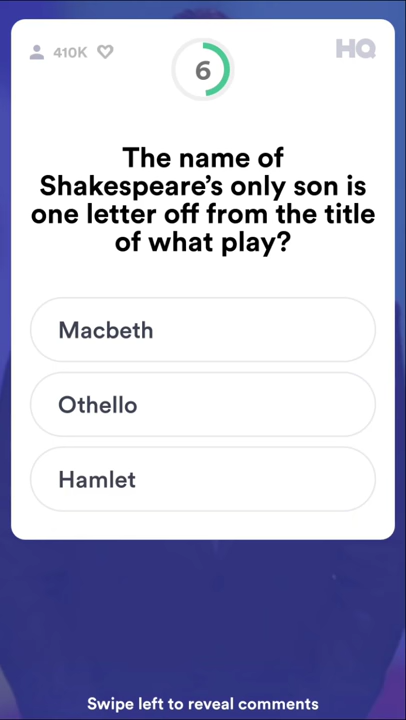 410K
6
HQ
The name of
Shakespeare’s only son is
one letter off from the title
of what play?
Macbeth
Othello
Hamlet
Swipe left to reveal comments